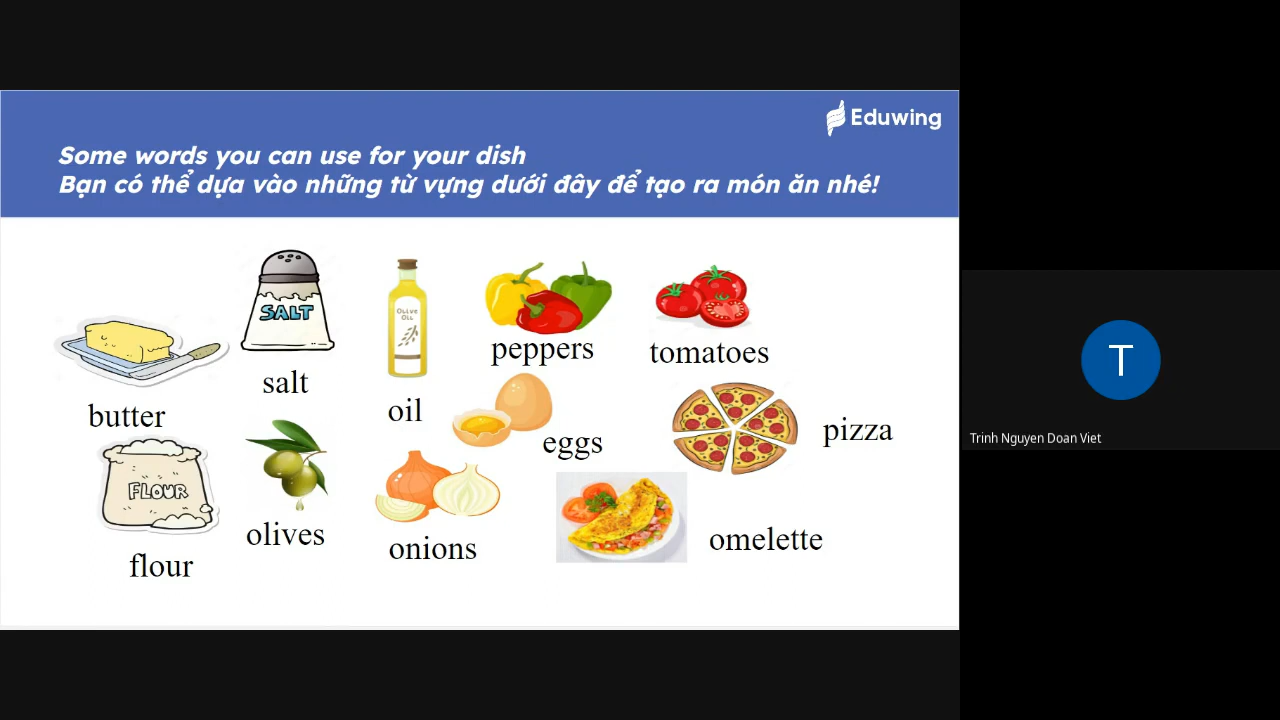 Eduwing
Some words you can use for your dish
Bạn có thể dựa vào những từ vựng dưới đây để tạo ra món ăn nhé!
SALT
OLIVE
OIL
peppers
tomatoes
salt
butter
oil
eggs
pizza
FLOUR
olives
onions
omelette
flour
Trinh Nguyen Doan Viet
T